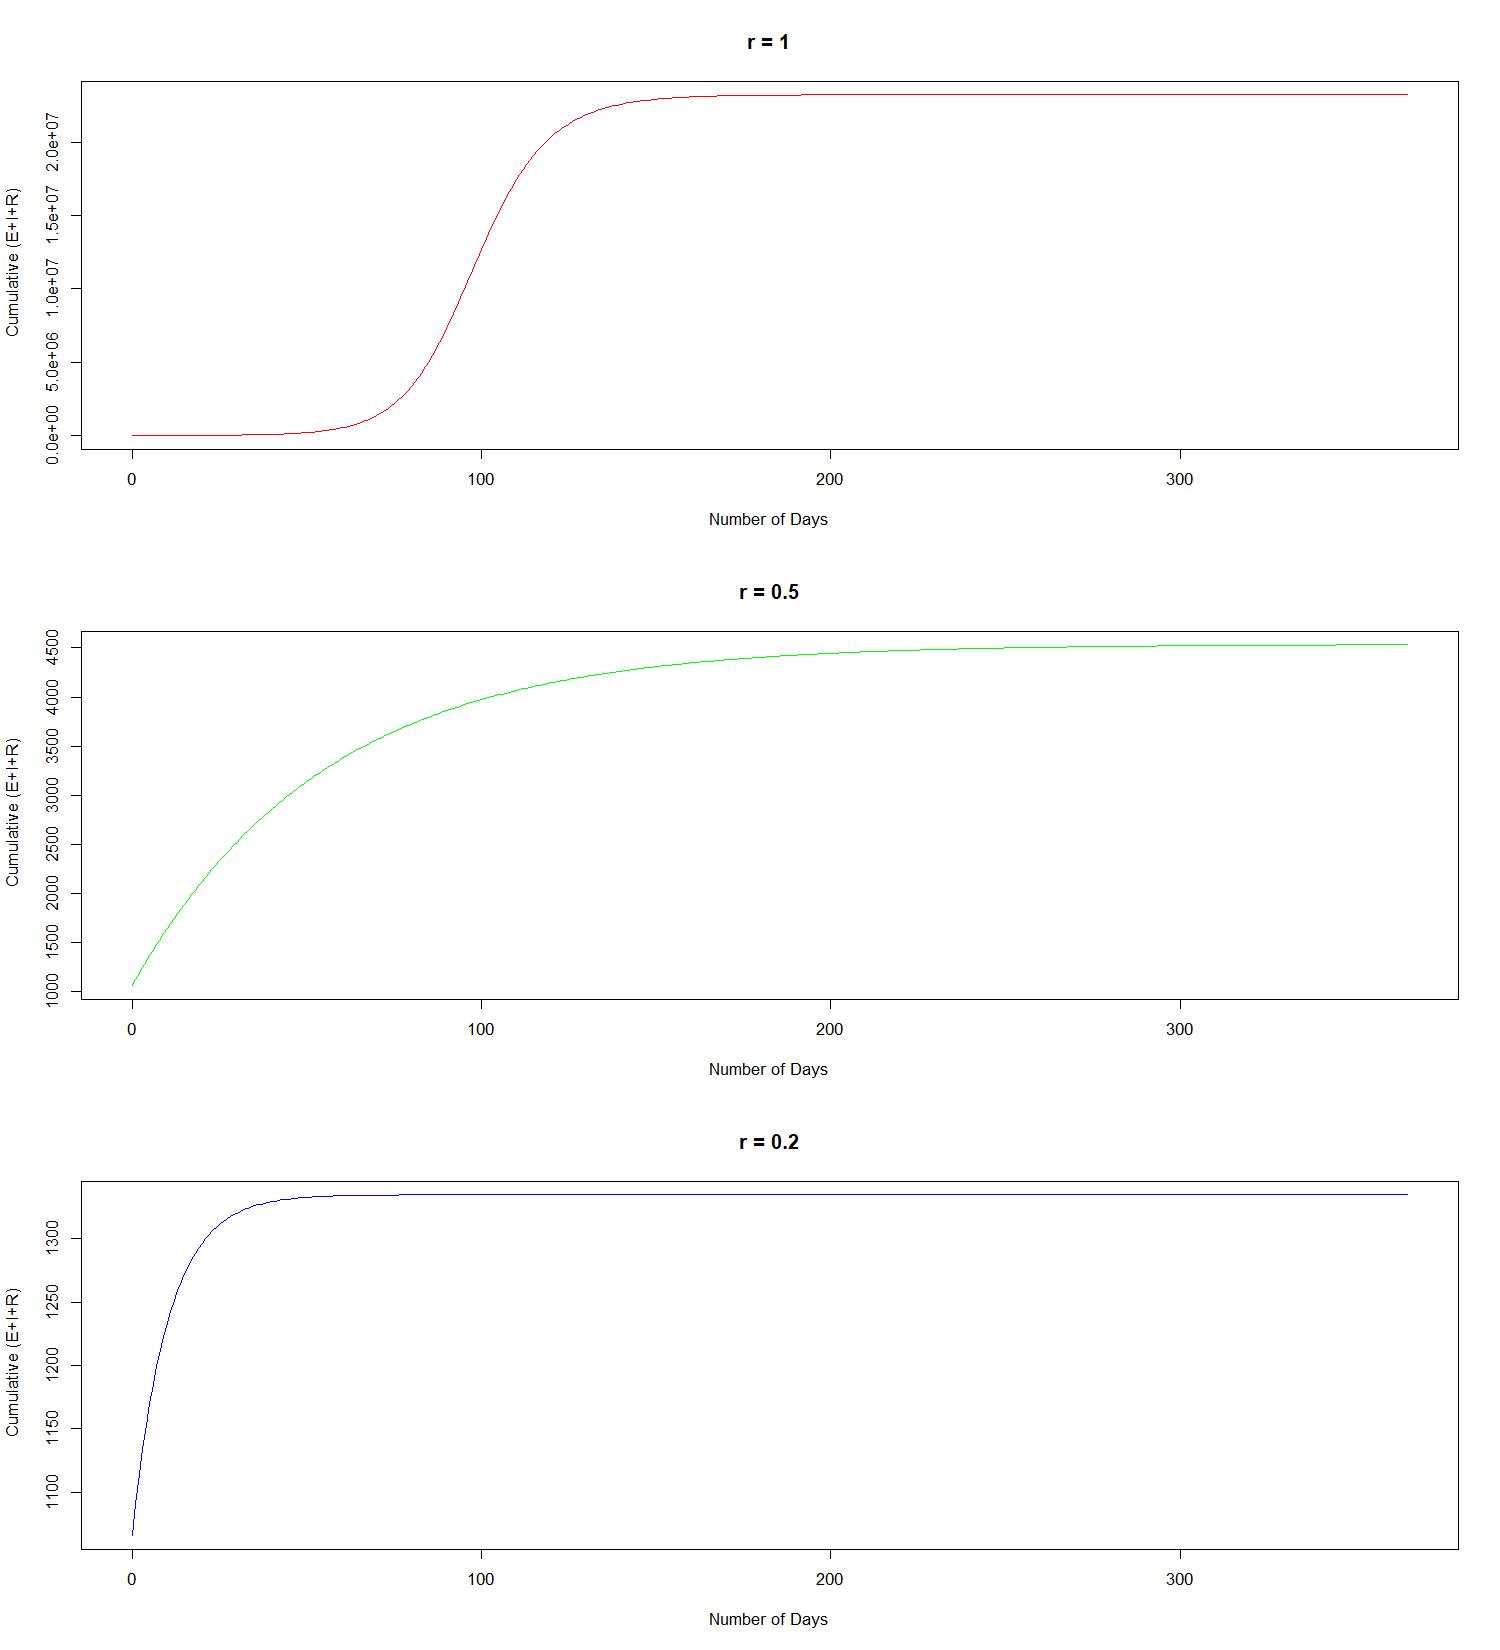 r = 1
Cumulative (E+I+R)
2.0e+07
1.5e+07
1.0e+07
5.0e+06
0.0e+00
0 100 200 300
Number of Days
r = 0.5
Cumulative (E+I+R)
4500
4000
3500
3000
2500
2000
1500
1000
0 100 200 300
Number of Days
r = 0.2
Cumulative (E+I+R)
1300
1250
1200
1150
1100
0 100 200 300
Number of Days